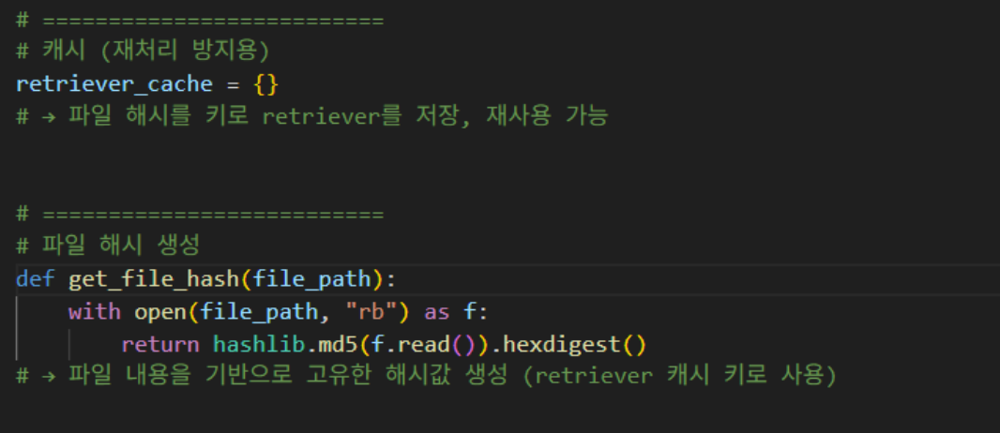 # ==========================
# 캐시 (재처리 방지용)
retriever_cache = {}
# → 파일 해시를 키로 retriever를 저장, 재사용 가능
# ==========================
# 파일 해시 생성
def get_file_hash(file_path):
    with open(file_path, "rb") as f:
        return hashlib.md5(f.read()).hexdigest()
# → 파일 내용을 기반으로 고유한 해시값 생성 (retriever 캐시 키로 사용)